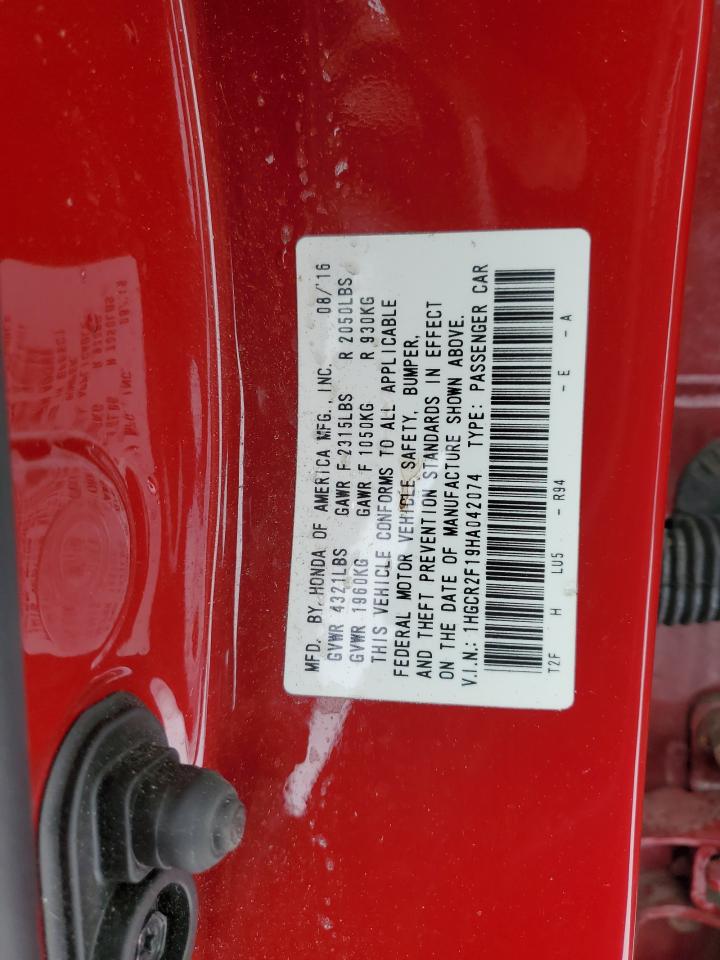 MFD. BY HONDA OF AMERICA MFG., INC. 08/'16
GVWR 4321LBS GAWR F 2315LBS R 2050LBS
GVWR 1960KG GAWR F 1050KG R 930KG
THIS VEHICLE CONFORMS TO ALL APPLICABLE
FEDERAL MOTOR VEHICLE SAFETY, BUMPER,
AND THEFT PREVENTION STANDARDS IN EFFECT
ON THE DATE OF MANUFACTURE SHOWN ABOVE.
V.I.N.: 1HGCR2F19HA042074 TYPE: PASSENGER CAR
T2F H LU5 - R94 - E - A